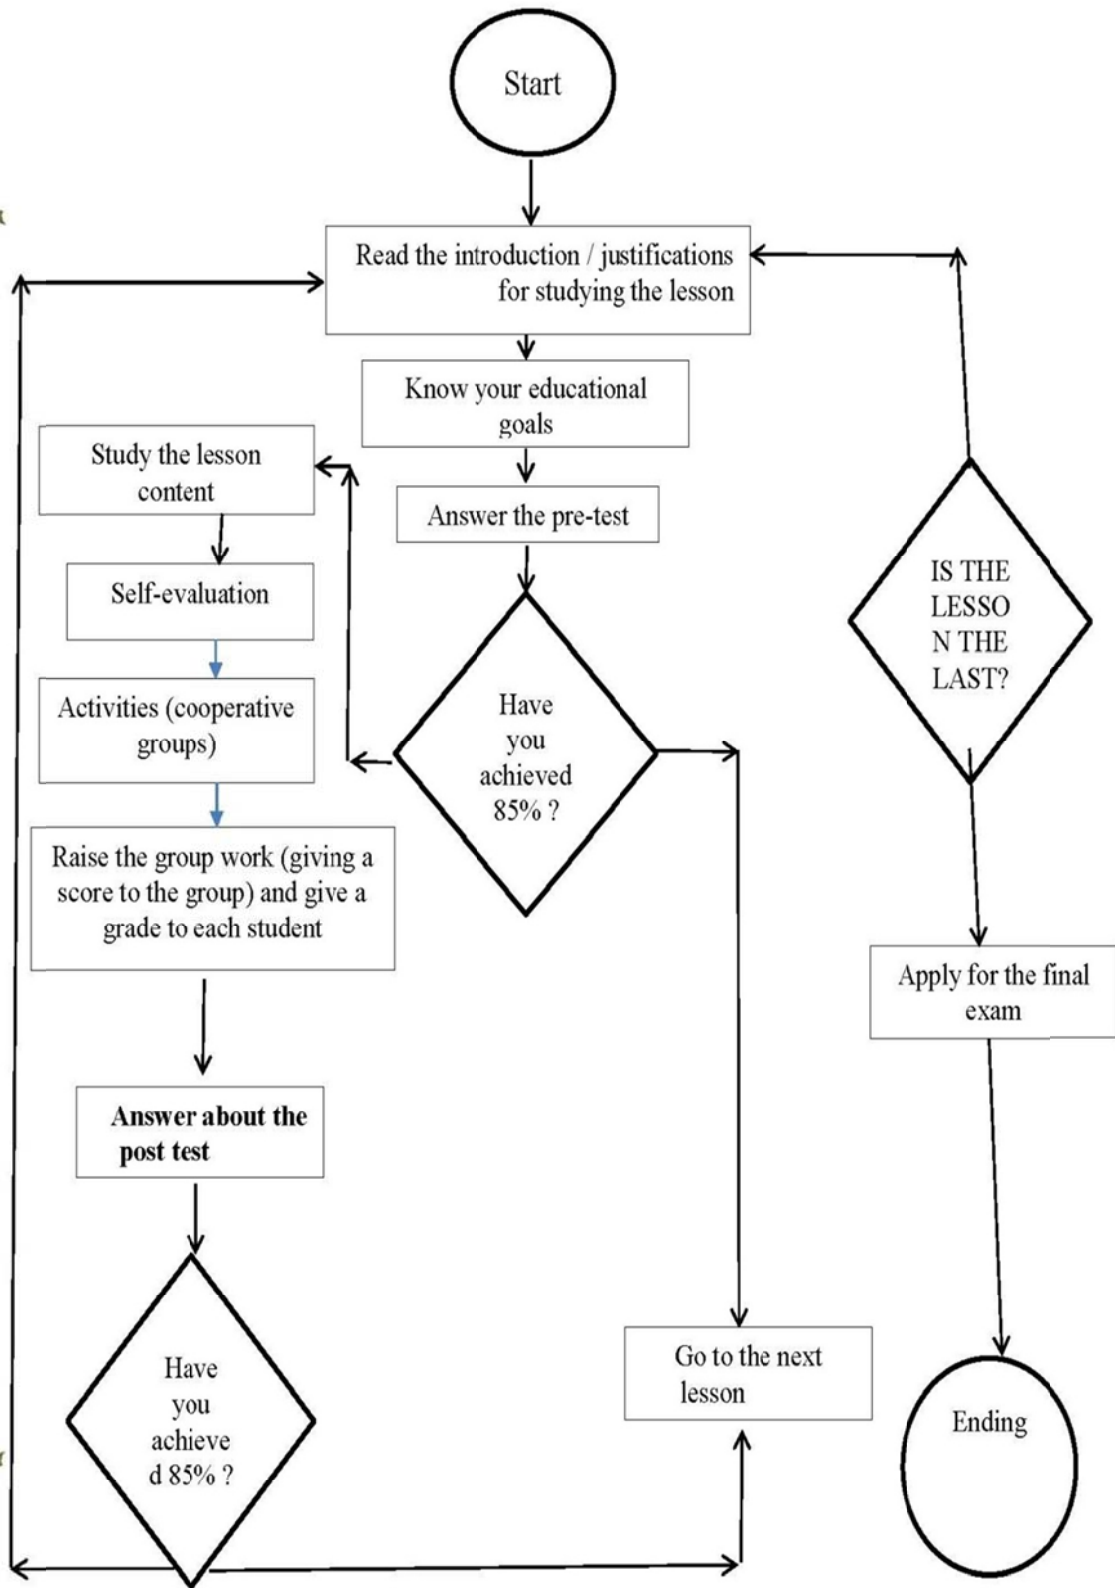 Start
Read the introduction / justifications
for studying the lesson
Know your educational
goals
Study the lesson
content
Answer the pre-test
Self-evaluation
IS THE
LESSO
N THE
LAST?
Activities (cooperative
groups)
Have
you
achieved
85% ?
Raise the group work (giving a
score to the group) and give a
grade to each student
Apply for the final
exam
Answer about the
post test
Go to the next
lesson
Have
you
achieve
d 85% ?
Ending